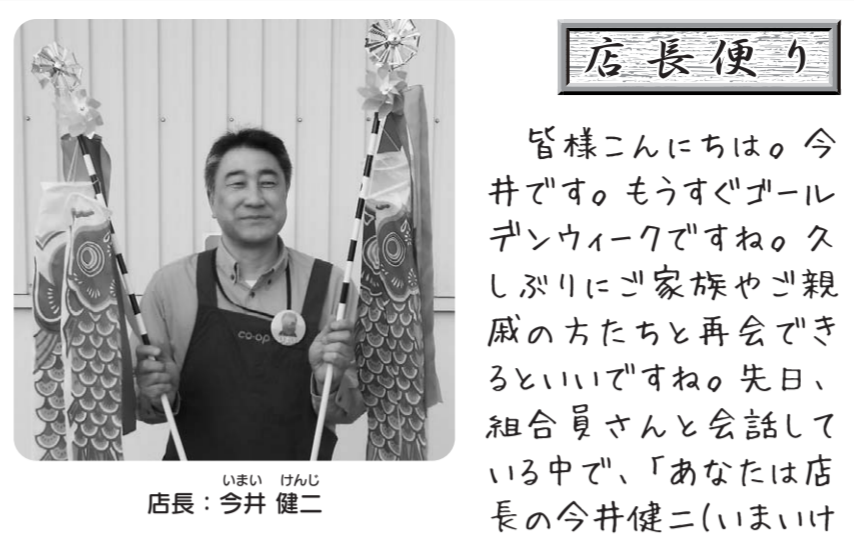 店長便り
皆様こんにちは。今
井です。もうすぐゴール
デンウィークですね。久
しぶりにご家族やご親
戚の方たちと再会でき
るといいですね。先日、
組合員さんと会話して
いる中で、「あなたは店
長の今井健二(いまいけ
co-op
いまい けんじ
店長：今井 健二